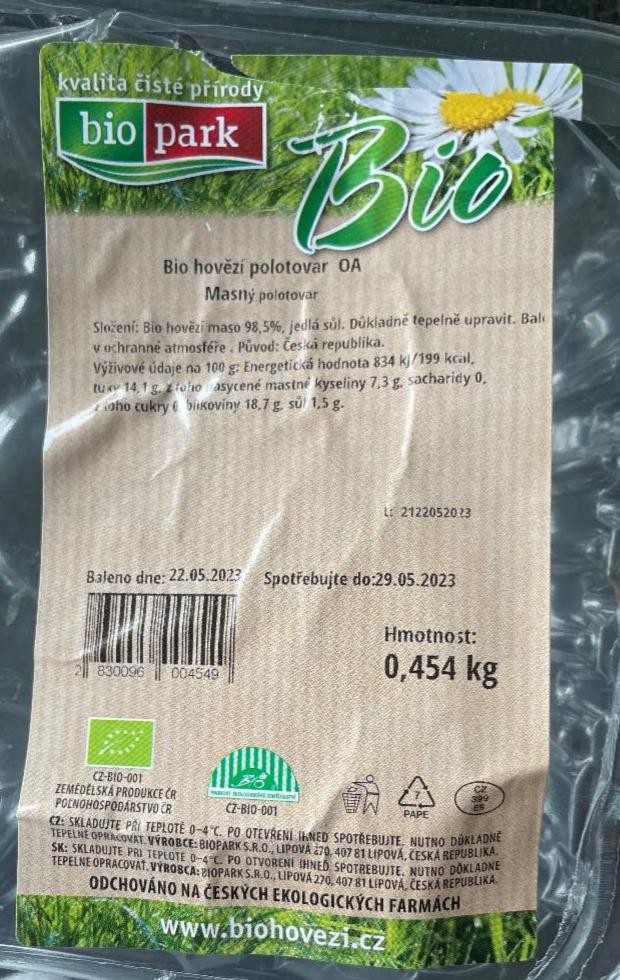 kvalita čisté přírody
bio park
Bio
Bio hovězí polotovar OA
Masný polotovar
Složení: Bio hovězí maso 98,5%, jedlá sůl. Důkladně tepelně upravit. Bale
v ochranné atmosféře. Původ: Česká republika.
Výživové údaje na 100 g: Energetická hodnota 834 kJ/199 kcal,
tuky 14,1 g, z toho nasycené mastné kyseliny 7,3 g, sacharidy 0,
z toho cukry 0, bílkoviny 18,7 g, sůl 1,5 g.
L: 2122052023
Baleno dne: 22.05.2023 Spotřebujte do:29.05.2023
Hmotnost:
0,454 kg
2 830096 004549
CZ-BIO-001
ZEMĚDĚLSKÁ PRODUKCE ČR
POĽNOHOSPODÁRSTVO ČR
BIO
PRODUKT EKOLOGICKÉHO ZEMĚDĚLSTVÍ
CZ-BIO-001
PAPE
CZ
399
ES
CZ: SKLADUJTE PŘI TEPLOTĚ 0-4°C. PO OTEVŘENÍ IHNED SPOTŘEBUJTE. NUTNO DŮKLADNĚ
TEPELNĚ OPRACOVAT. VÝROBCE: BIOPARK S.R.O., LIPOVÁ 270, 407 81 LIPOVÁ, ČESKÁ REPUBLIKA.
SK: SKLADUJTE PRI TEPLOTE 0-4°C. PO OTVORENÍ IHNEĎ SPOTREBUJTE. NUTNO DÔKLADNE
TEPELNE OPRACOVAŤ. VÝROBCA: BIOPARK S.R.O., LIPOVÁ 270, 407 81 LIPOVÁ, ČESKÁ REPUBLIKA.
ODCHOVÁNO NA ČESKÝCH EKOLOGICKÝCH FARMÁCH
www.biohovezi.cz